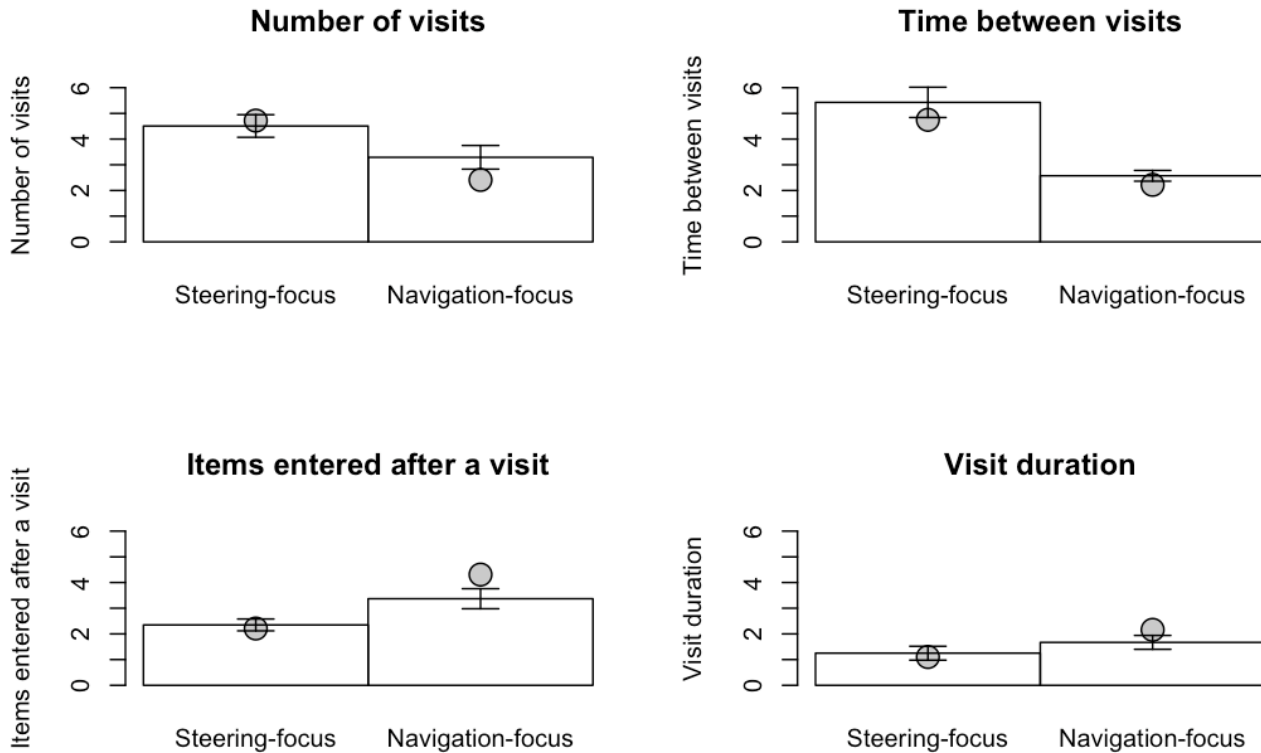 Number of visits
Number of visits
6
4
2
0
Steering-focus
Navigation-focus
Time between visits
Time between visits
6
4
2
0
Steering-focus
Navigation-focus
Items entered after a visit
Items entered after a visit
6
4
2
0
Steering-focus
Navigation-focus
Visit duration
Visit duration
6
4
2
0
Steering-focus
Navigation-focus